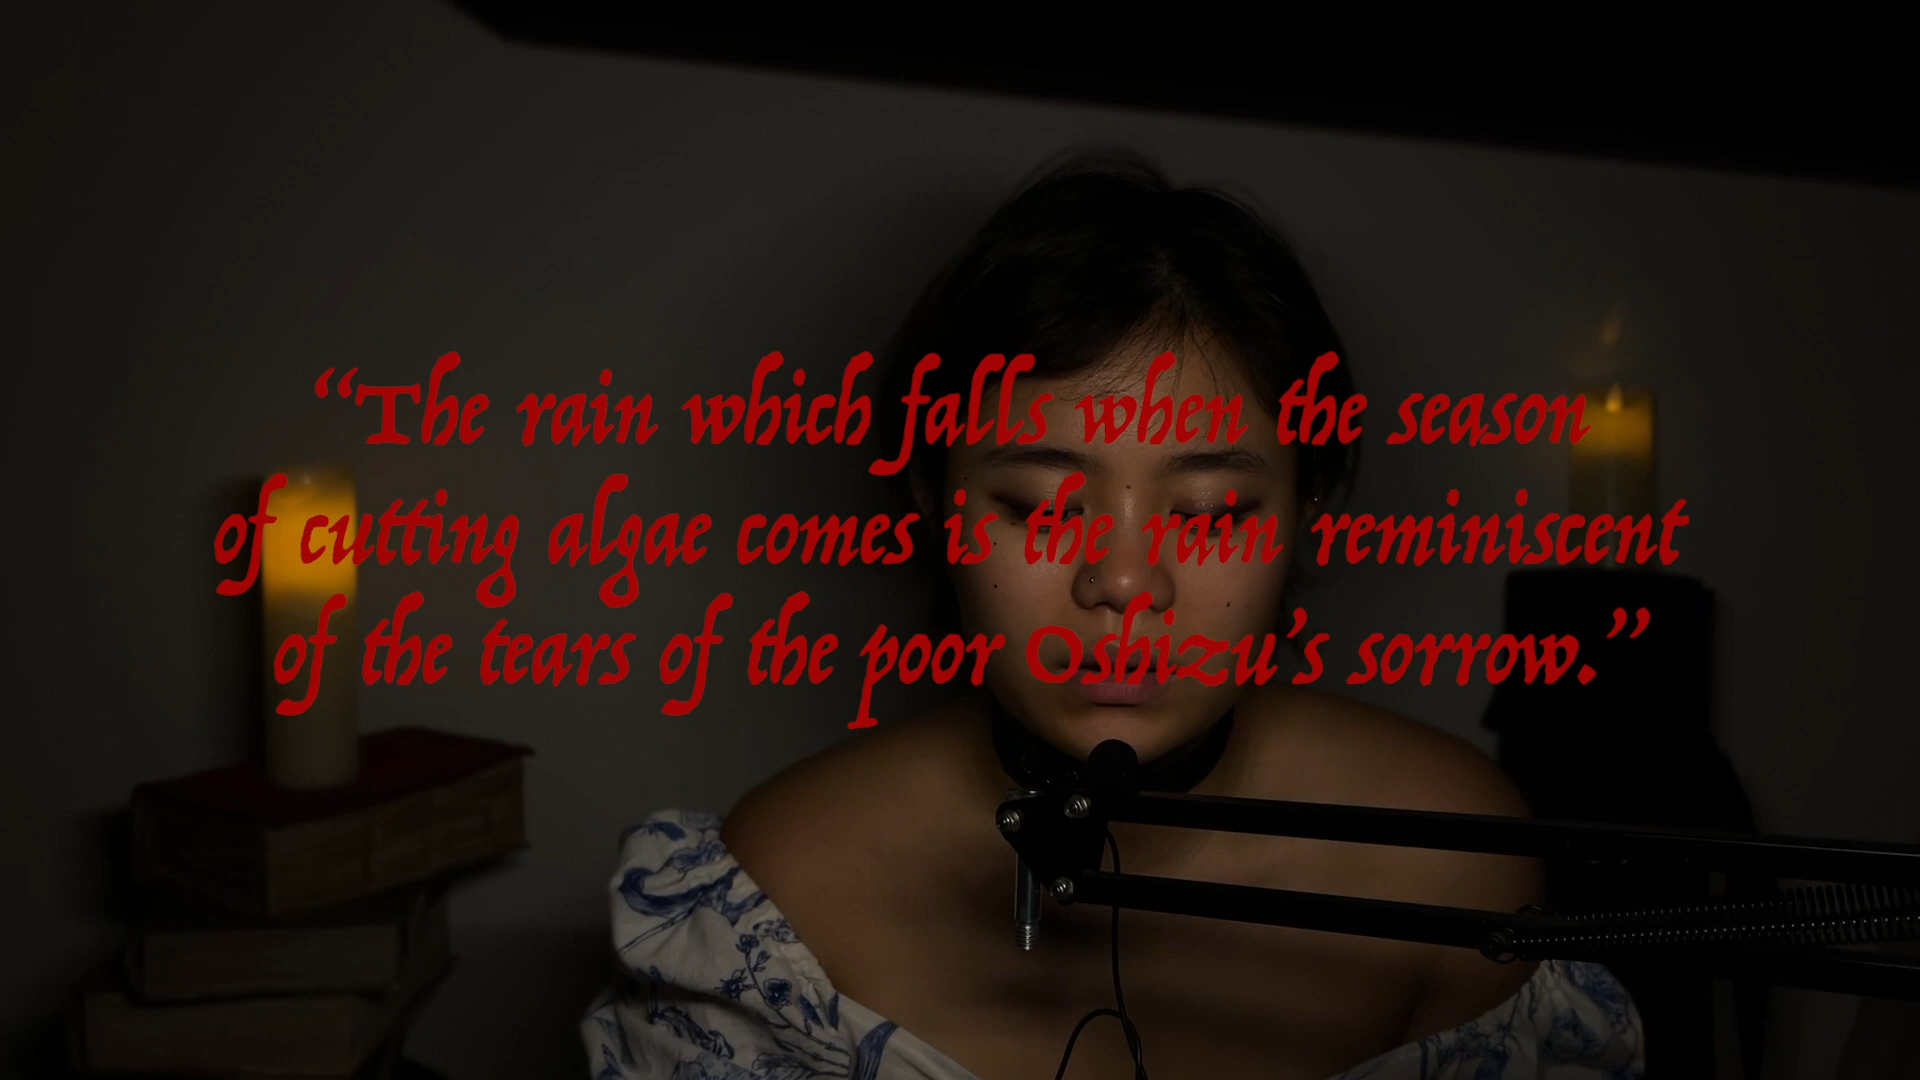 “The rain which falls when the season
of cutting algae comes is the rain reminiscent
of the tears of the poor Oshizu’s sorrow.”